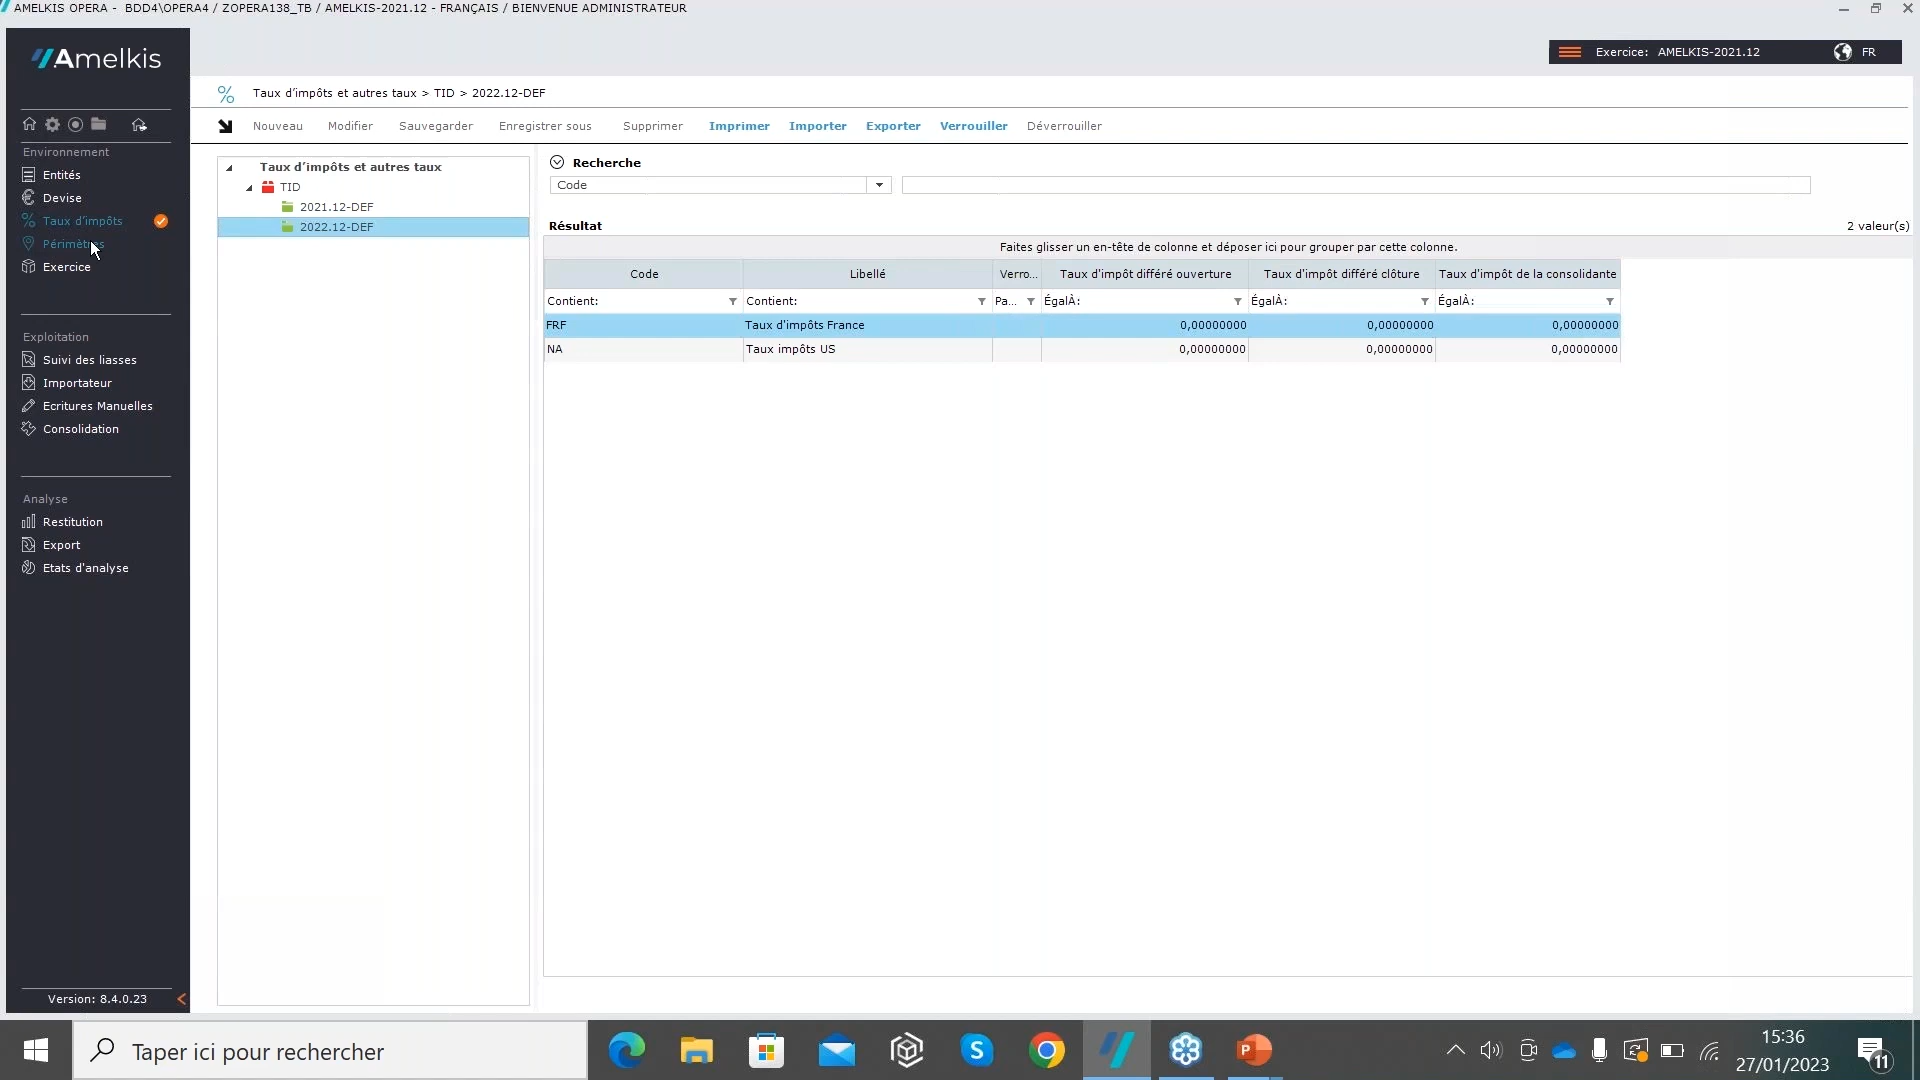 AMELKIS OPERA - BDD4\OPERA4 / ZOPERA138_TB / AMELKIS-2021.12 - FRANÇAIS / BIENVENUE ADMINISTRATEUR
Amelkis
Exercice: AMELKIS-2021.12 FR
Taux d’impôts et autres taux > TID > 2022.12-DEF
Nouveau Modifier Sauvegarder Enregistrer sous Supprimer Imprimer Importer Exporter Verrouiller Déverrouiller
Environnement
Entités
Devise
Taux d’impôts
Périmètres
Exercice
Exploitation
Suivi des liasses
Importateur
Ecritures Manuelles
Consolidation
Analyse
Restitution
Export
Etats d'analyse
Version: 8.4.0.23
Taux d’impôts et autres taux
TID
2021.12-DEF
2022.12-DEF
Recherche
Code
Résultat 2 valeur(s)
Faites glisser un en-tête de colonne et déposer ici pour grouper par cette colonne.
Code Libellé Verro... Taux d'impôt différé ouverture Taux d'impôt différé clôture Taux d'impôt de la consolidante
Contient: Contient: Pa... ÉgalÀ: ÉgalÀ: ÉgalÀ:
FRF Taux d'impôts France 0,00000000 0,00000000 0,00000000
NA Taux impôts US 0,00000000 0,00000000 0,00000000
Taper ici pour rechercher
15:36
27/01/2023
11